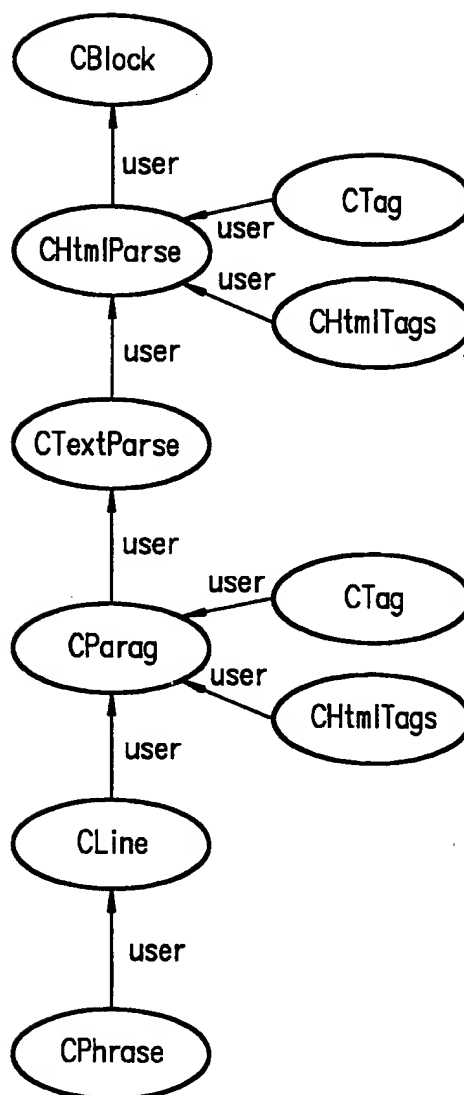 CBlock
user
CTag
user
CHtmlParse
user
CHtmlTags
user
CTextParse
user
user
CTag
CParag
user
CHtmlTags
user
CLine
user
CPhrase